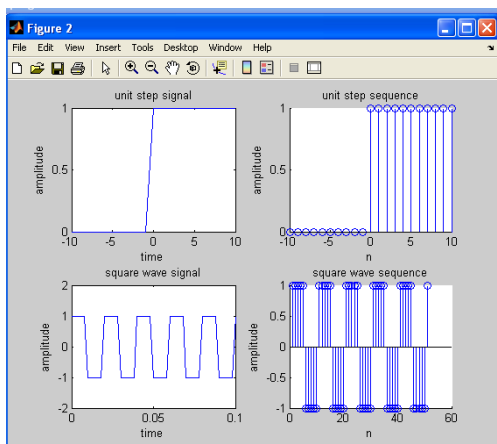 Figure 2
File Edit View Insert Tools Desktop Window Help
unit step signal
1
0.5
0
amplitude
-10 -5 0 5 10
time
unit step sequence
1
0.5
0
amplitude
-10 -5 0 5 10
n
square wave signal
2
1
0
-1
-2
amplitude
0 0.05 0.1
time
square wave sequence
1
0.5
0
-0.5
-1
amplitude
0 20 40 60
n